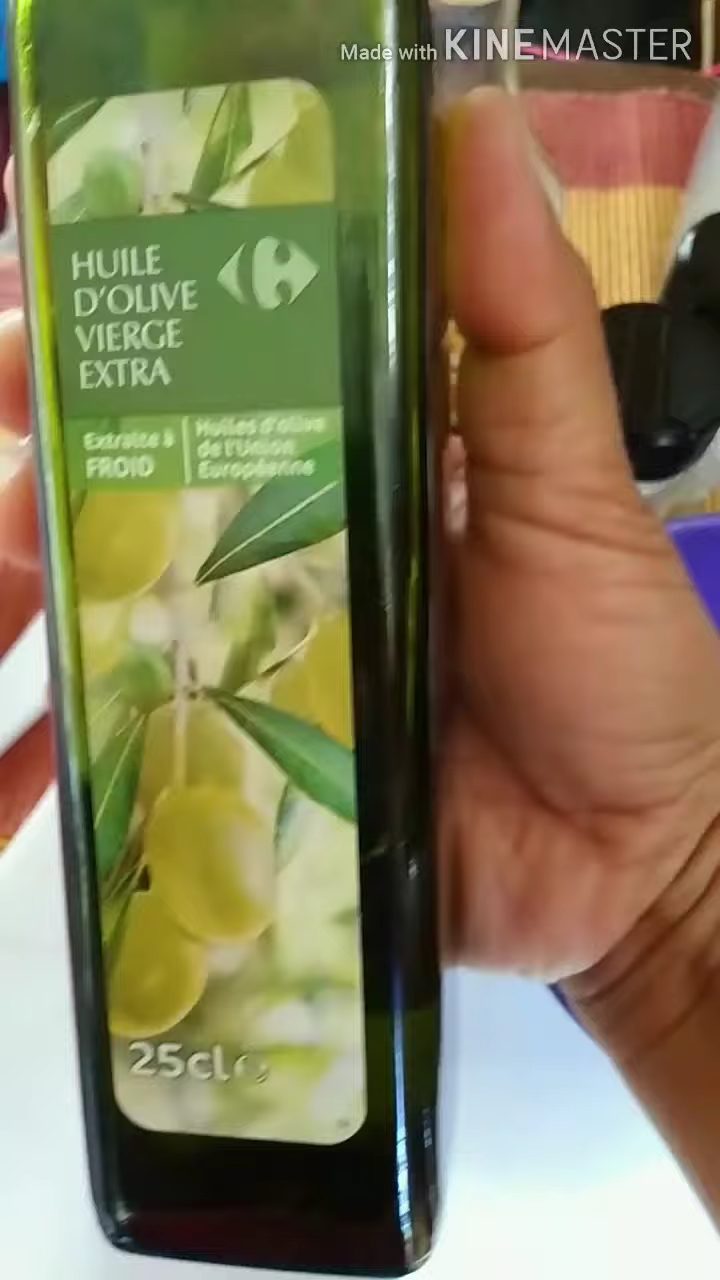 Made with KINEMASTER
HUILE
D'OLIVE
VIERGE
EXTRA
Extraite à
FROID
Huiles d'olive
de l'Union
Européenne
25cl